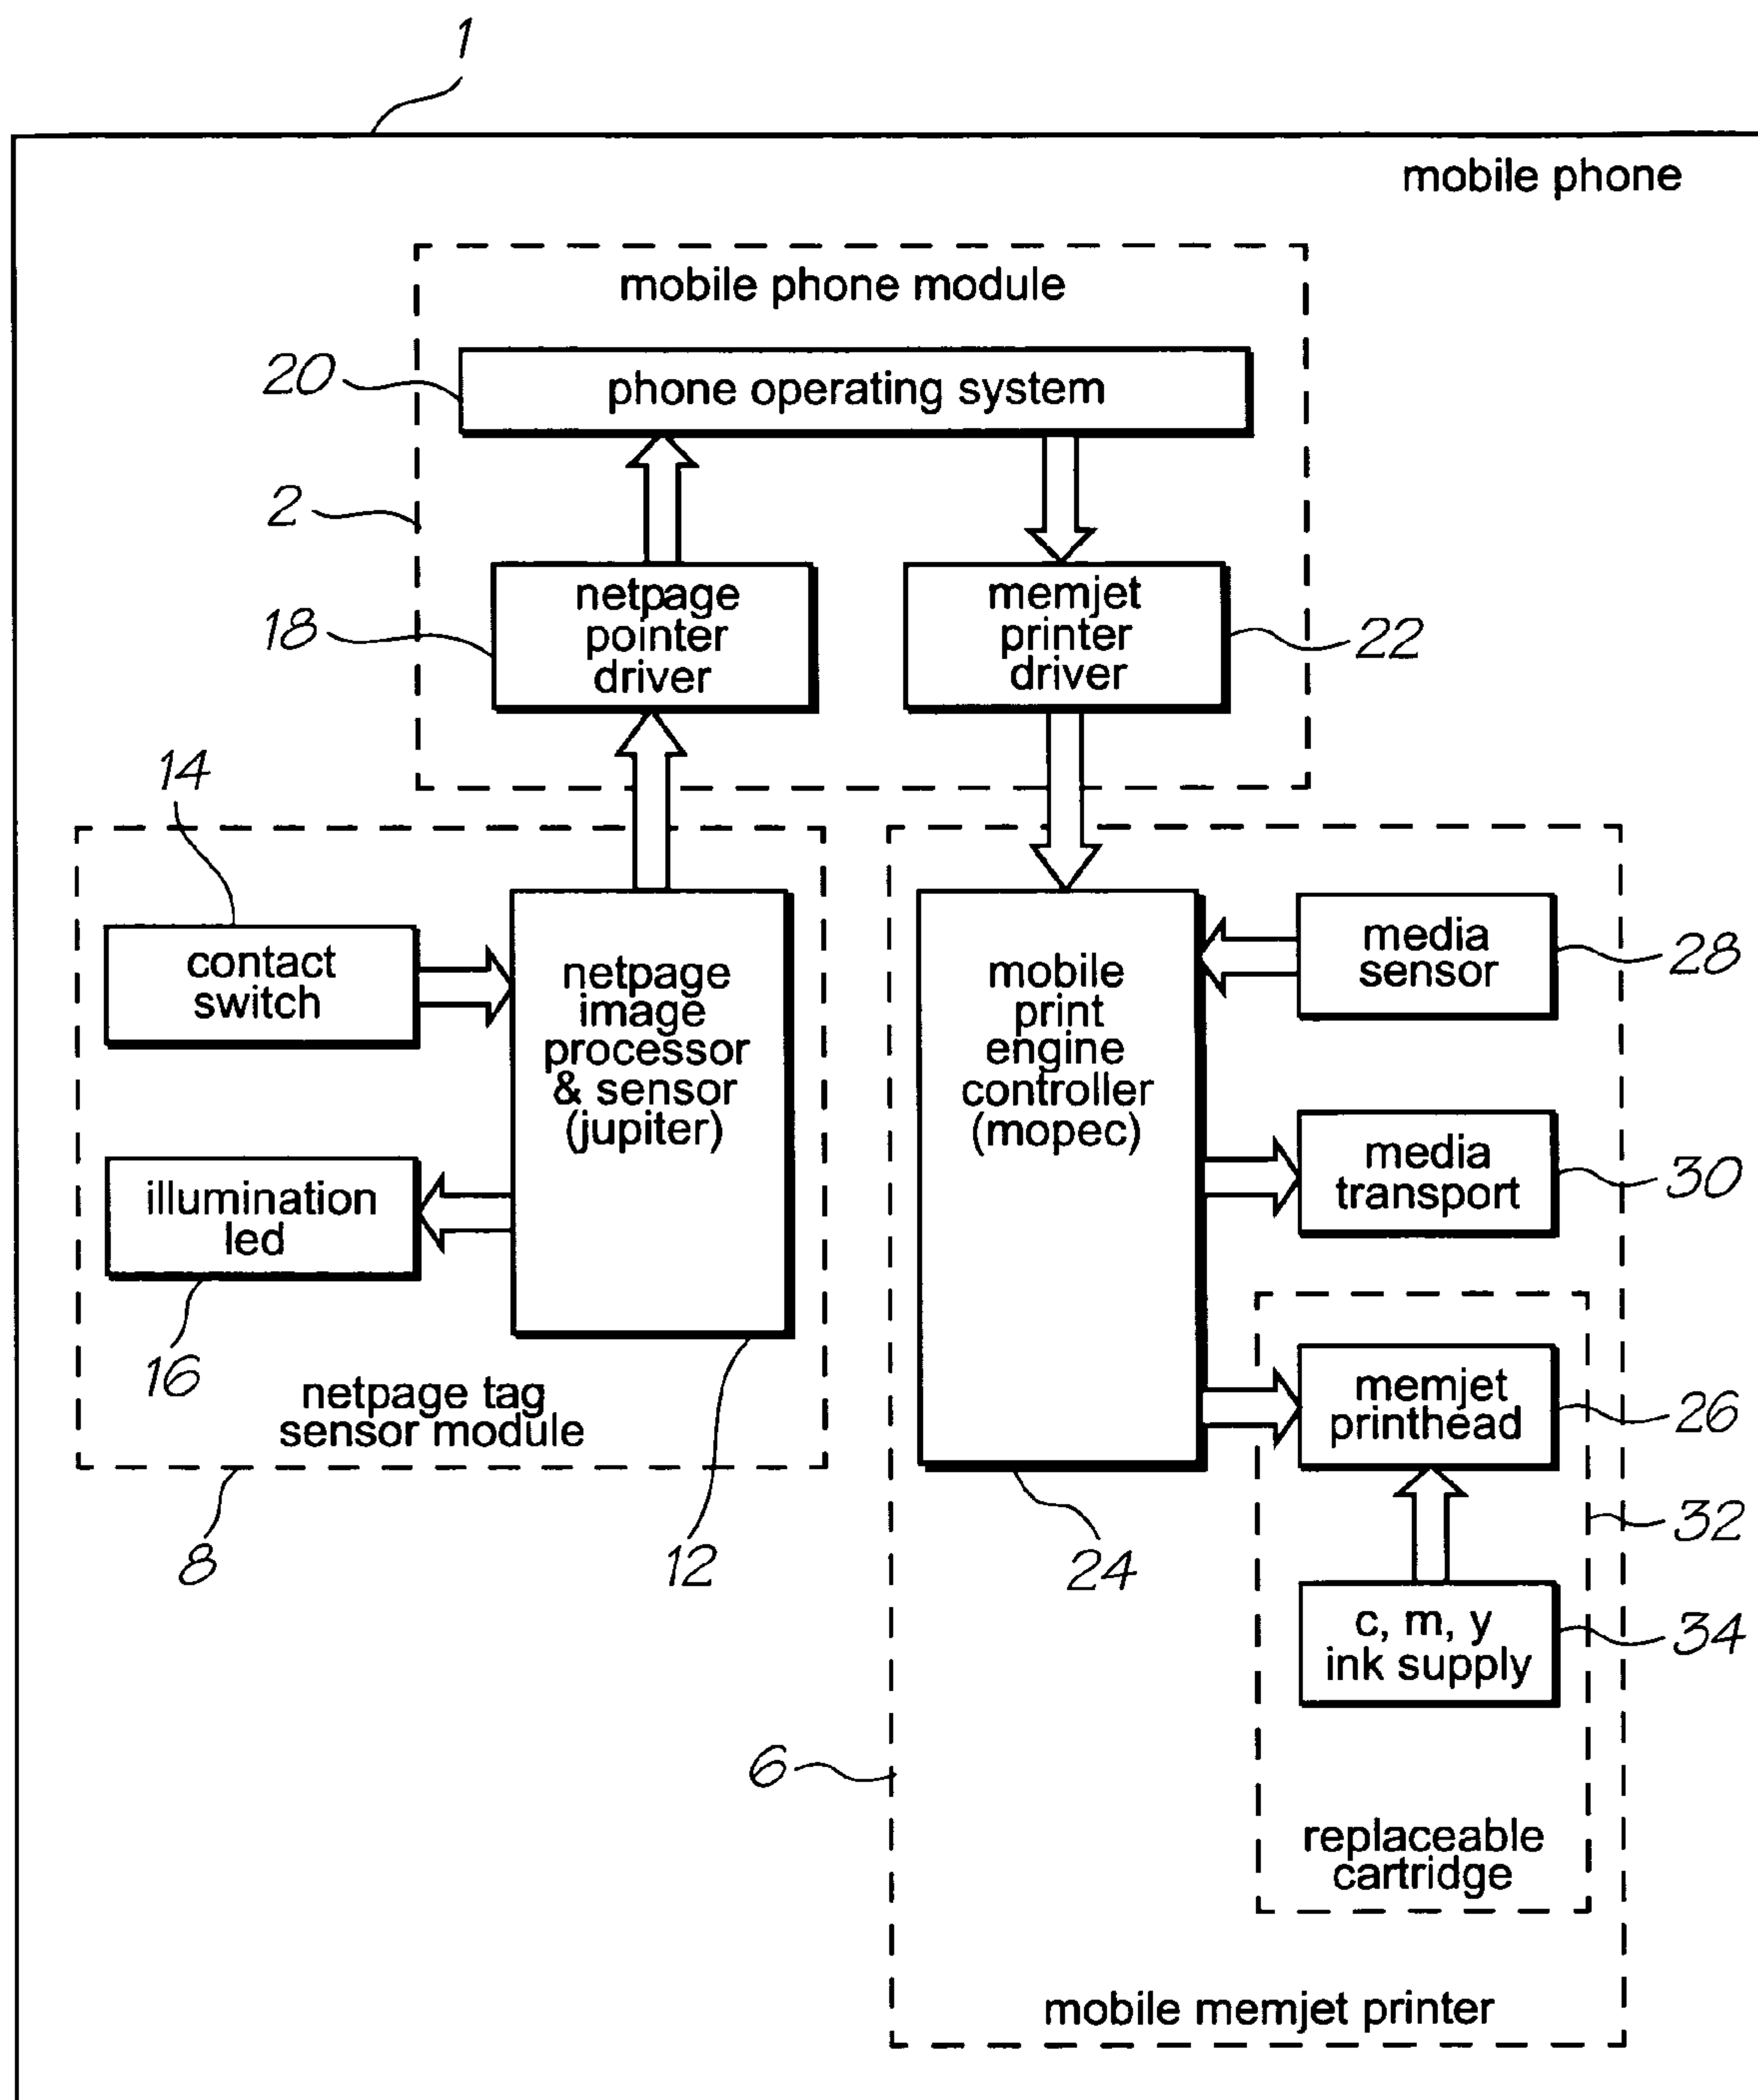 1
mobile phone
mobile phone module
20
phone operating system
2
18
netpage
pointer
driver
memjet
printer
driver
22
14
contact
switch
netpage
image
processor
& sensor
(jupiter)
illumination
led
16
netpage tag
sensor module
8
12
mobile
print
engine
controller
(mopec)
24
media
sensor
28
media
transport
30
memjet
printhead
26
32
c, m, y
ink supply
34
6
replaceable
cartridge
mobile memjet printer